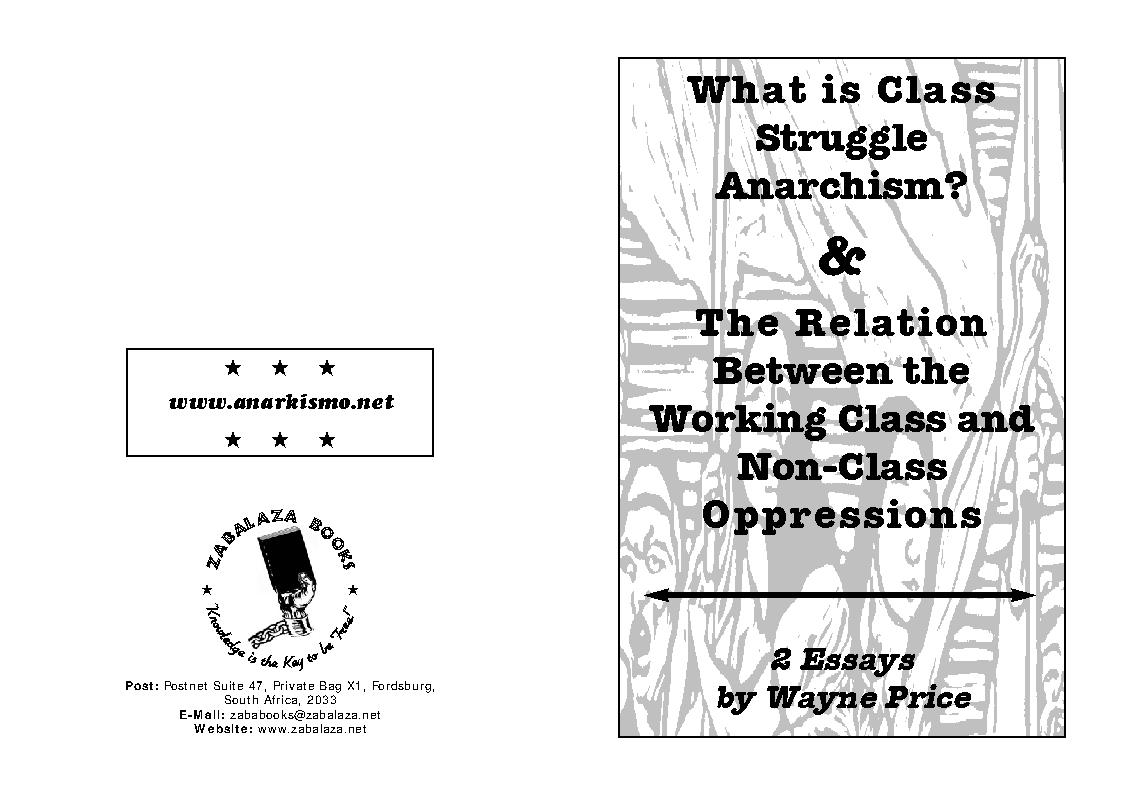 ★ ★ ★
www.anarkismo.net
★ ★ ★
ZABALAZA BOOKS
"Knowledge is the Key to be Free!"
Post: Postnet Suite 47, Private Bag X1, Fordsburg,
South Africa, 2033
E-Mail: zababooks@zabalaza.net
Website: www.zabalaza.net
What is Class
Struggle
Anarchism?
&
The Relation
Between the
Working Class and
Non-Class
Oppressions
2 Essays
by Wayne Price